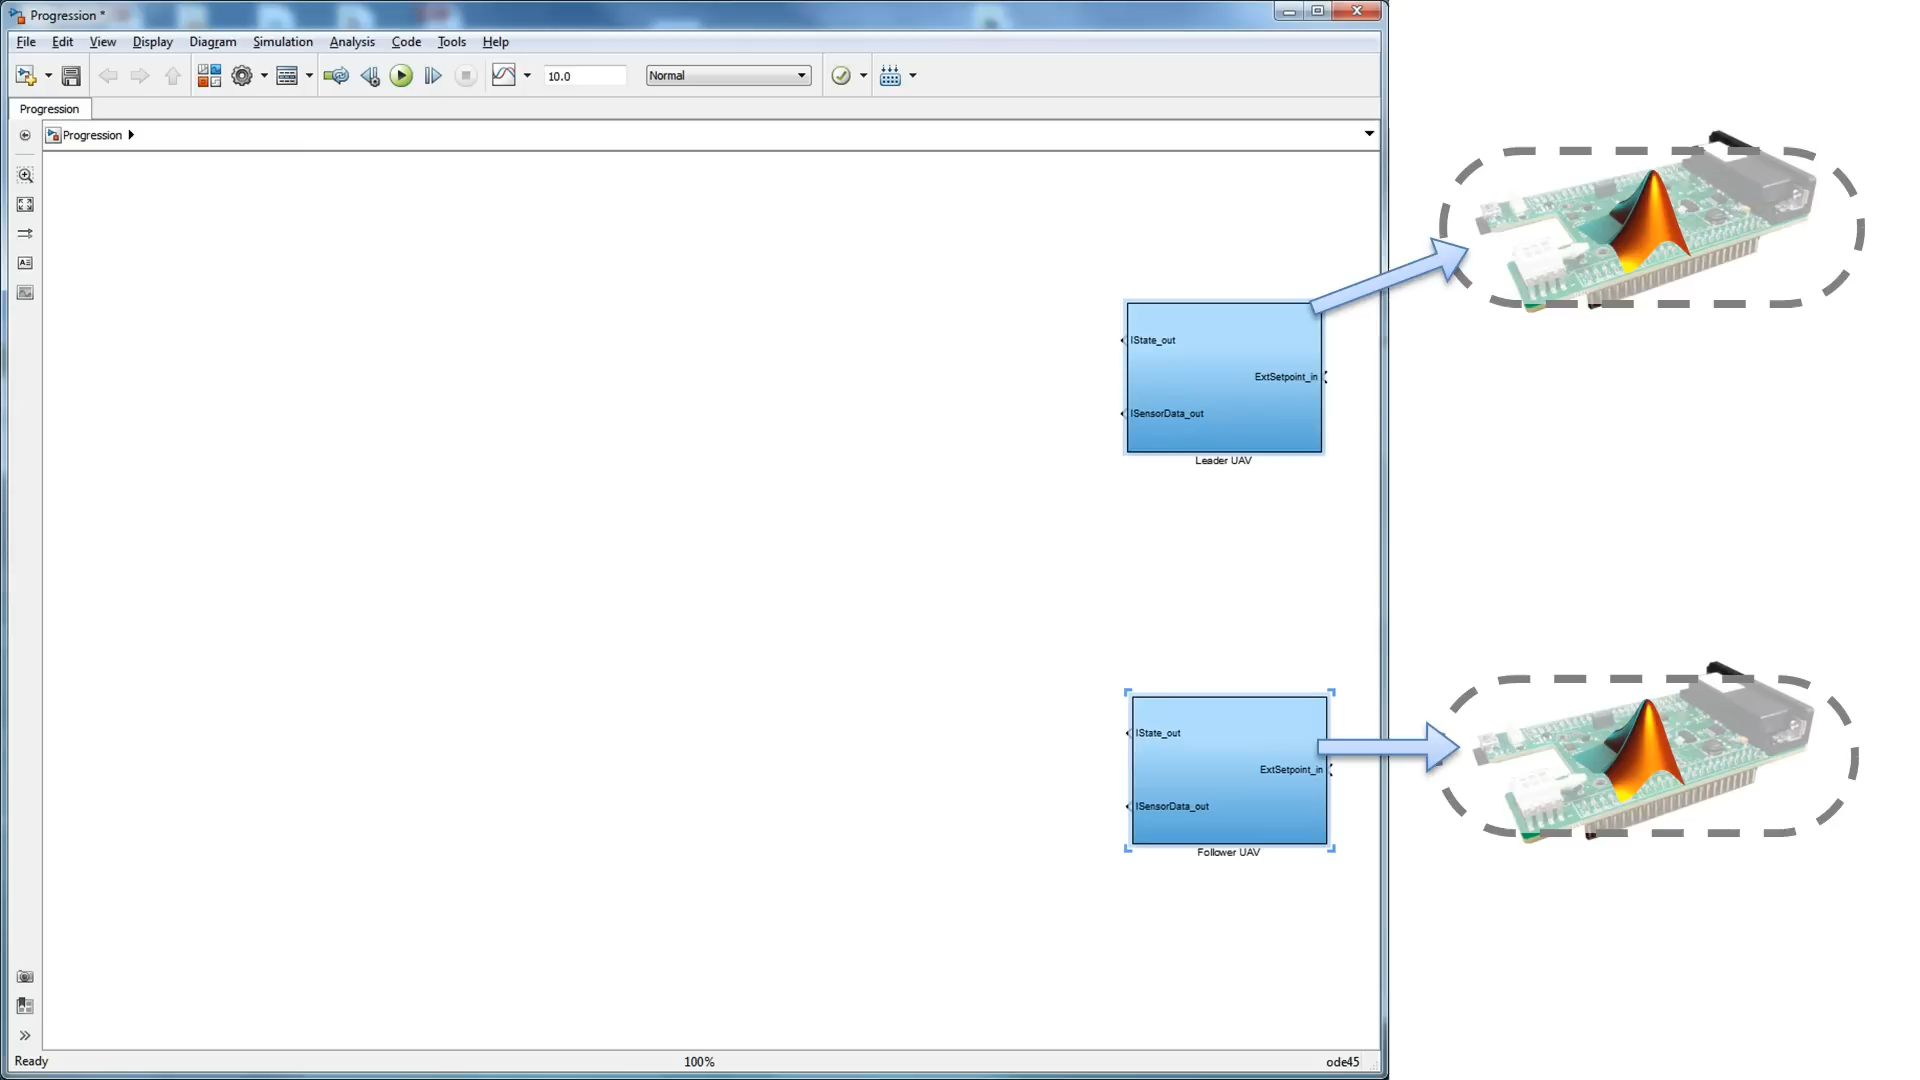 Progression *
File Edit View Display Diagram Simulation Analysis Code Tools Help
10.0 Normal
Progression
Progression
IState_out
ExtSetpoint_in
ISensorData_out
Leader UAV
IState_out
ExtSetpoint_in
ISensorData_out
Follower UAV
Ready 100% ode45